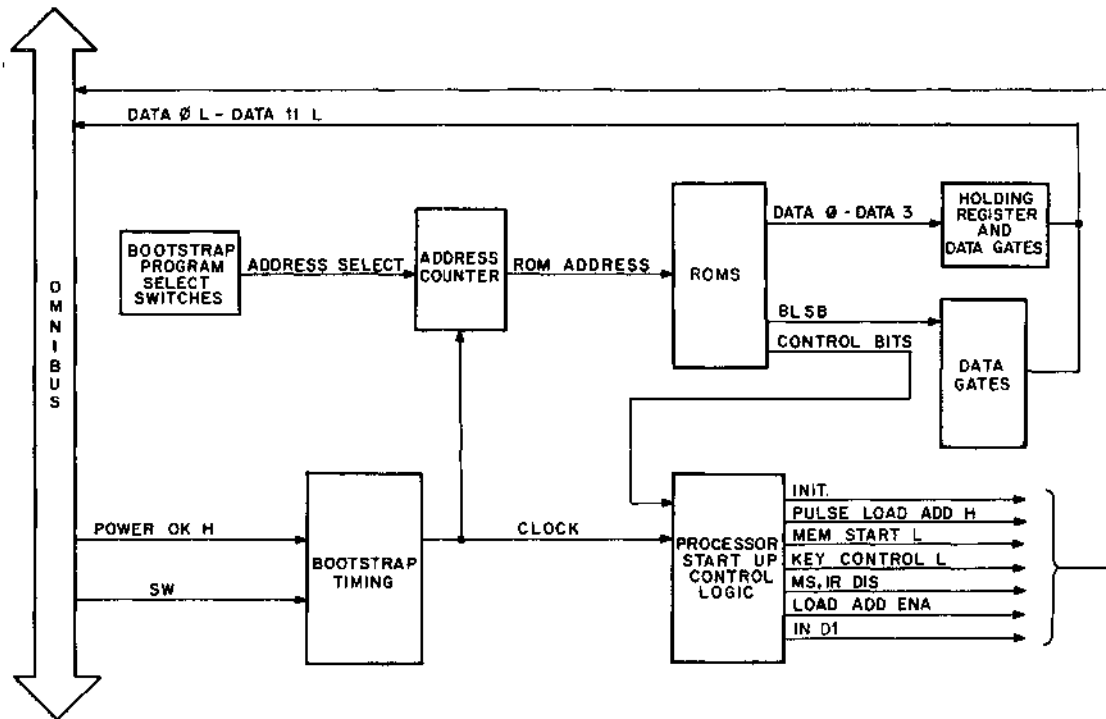 DATA Ø L - DATA 11 L
OMNIBUS
BOOTSTRAP
PROGRAM
SELECT
SWITCHES
ADDRESS SELECT
ADDRESS
COUNTER
ROM ADDRESS
ROMS
DATA Ø - DATA 3
HOLDING
REGISTER
AND
DATA GATES
BLSB
CONTROL BITS
DATA
GATES
POWER OK H
SW
BOOTSTRAP
TIMING
CLOCK
PROCESSOR
START UP
CONTROL
LOGIC
INIT.
PULSE LOAD ADD H
MEM START L
KEY CONTROL L
MS, IR DIS
LOAD ADD ENA
IN D1